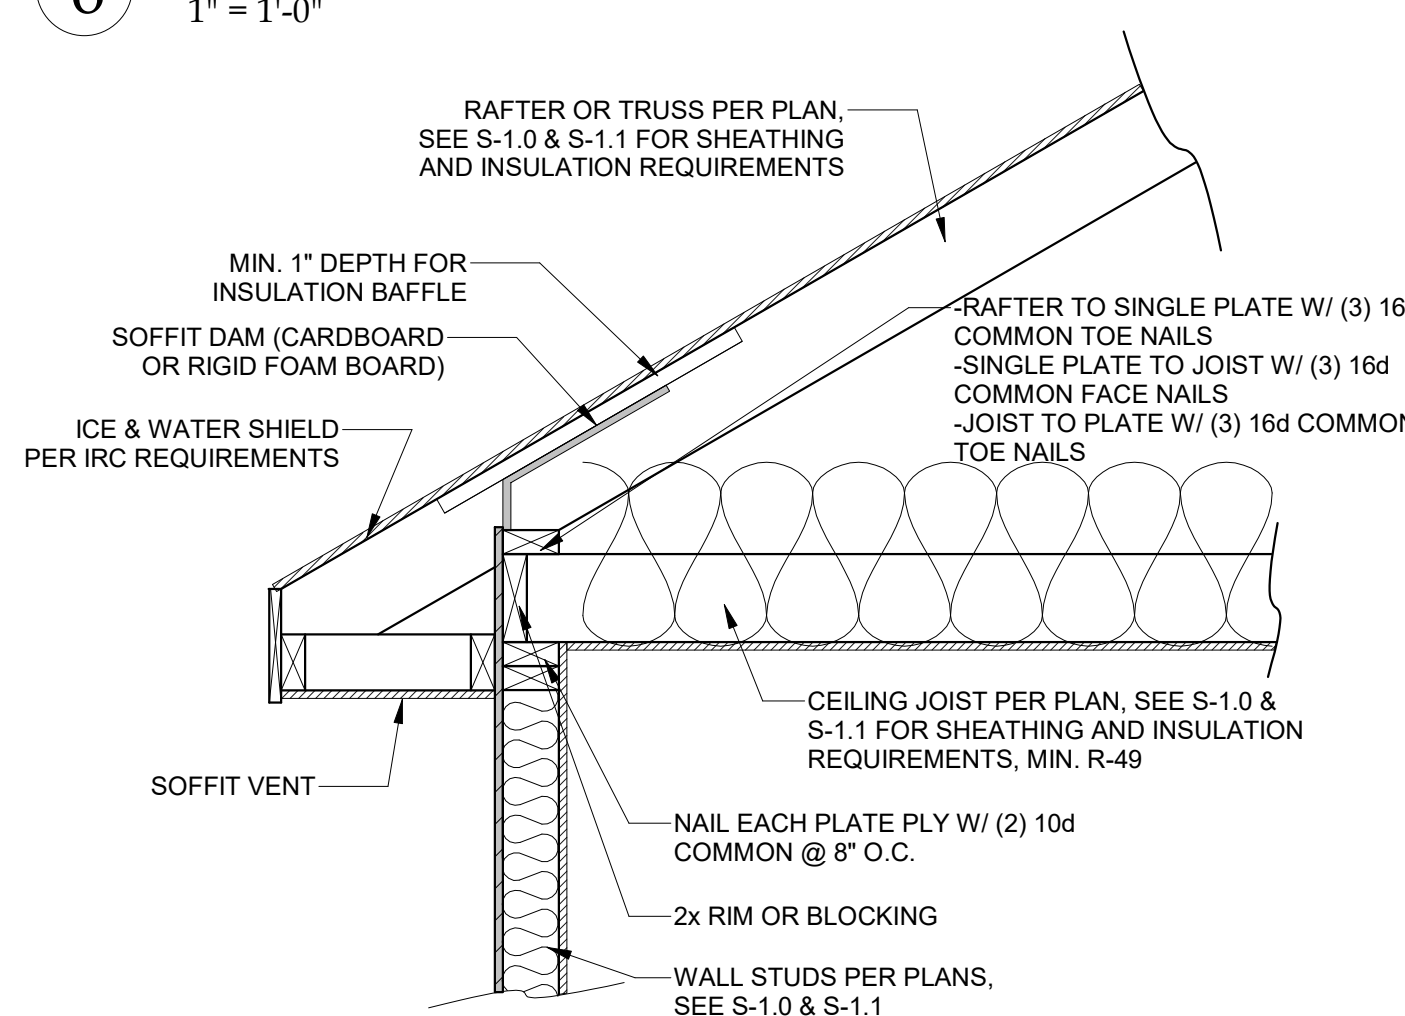 6
1" = 1'-0"
RAFTER OR TRUSS PER PLAN,
SEE S-1.0 & S-1.1 FOR SHEATHING
AND INSULATION REQUIREMENTS
MIN. 1" DEPTH FOR
INSULATION BAFFLE
SOFFIT DAM (CARDBOARD
OR RIGID FOAM BOARD)
ICE & WATER SHIELD
PER IRC REQUIREMENTS
-RAFTER TO SINGLE PLATE W/ (3) 16
COMMON TOE NAILS
-SINGLE PLATE TO JOIST W/ (3) 16d
COMMON FACE NAILS
-JOIST TO PLATE W/ (3) 16d COMMON
TOE NAILS
CEILING JOIST PER PLAN, SEE S-1.0 &
S-1.1 FOR SHEATHING AND INSULATION
REQUIREMENTS, MIN. R-49
SOFFIT VENT
NAIL EACH PLATE PLY W/ (2) 10d
COMMON @ 8" O.C.
2x RIM OR BLOCKING
WALL STUDS PER PLANS,
SEE S-1.0 & S-1.1